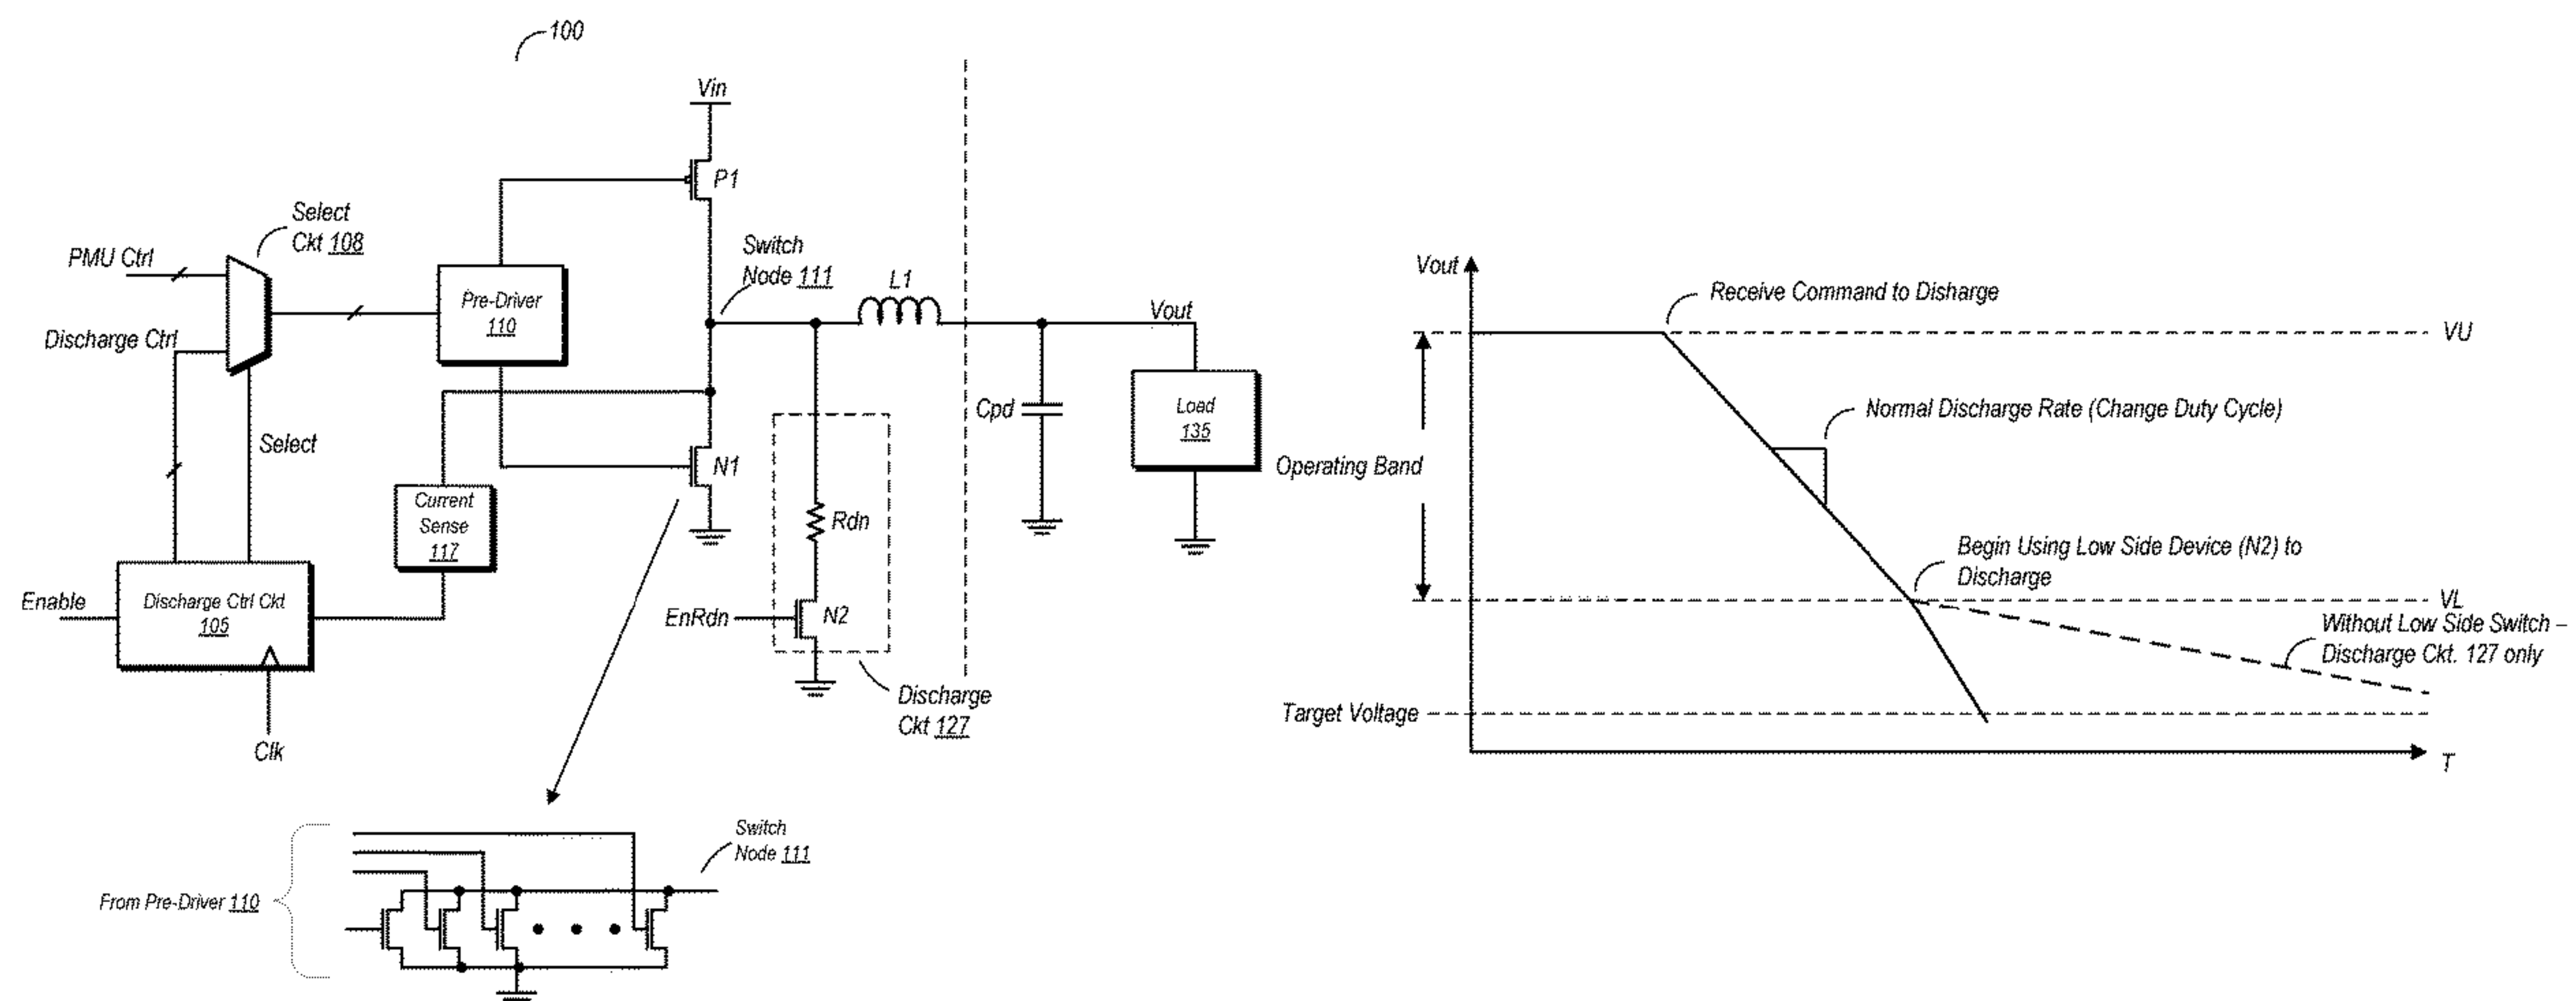 100
Vin
P1
Select
Ckt 108
PMU Ctrl
Discharge Ctrl
Pre-Driver
110
Switch
Node 111
L1
Vout
Cpd
Load
135
Select
N1
Current
Sense
117
Rdn
Enable
Discharge Ctrl Ckt
105
EnRdn
N2
Discharge
Ckt 127
Clk
Switch
Node 111
From Pre-Driver 110
Vout
Receive Command to Disharge
VU
Normal Discharge Rate (Change Duty Cycle)
Operating Band
Begin Using Low Side Device (N2) to
Discharge
VL
Without Low Side Switch –
Discharge Ckt. 127 only
Target Voltage
T